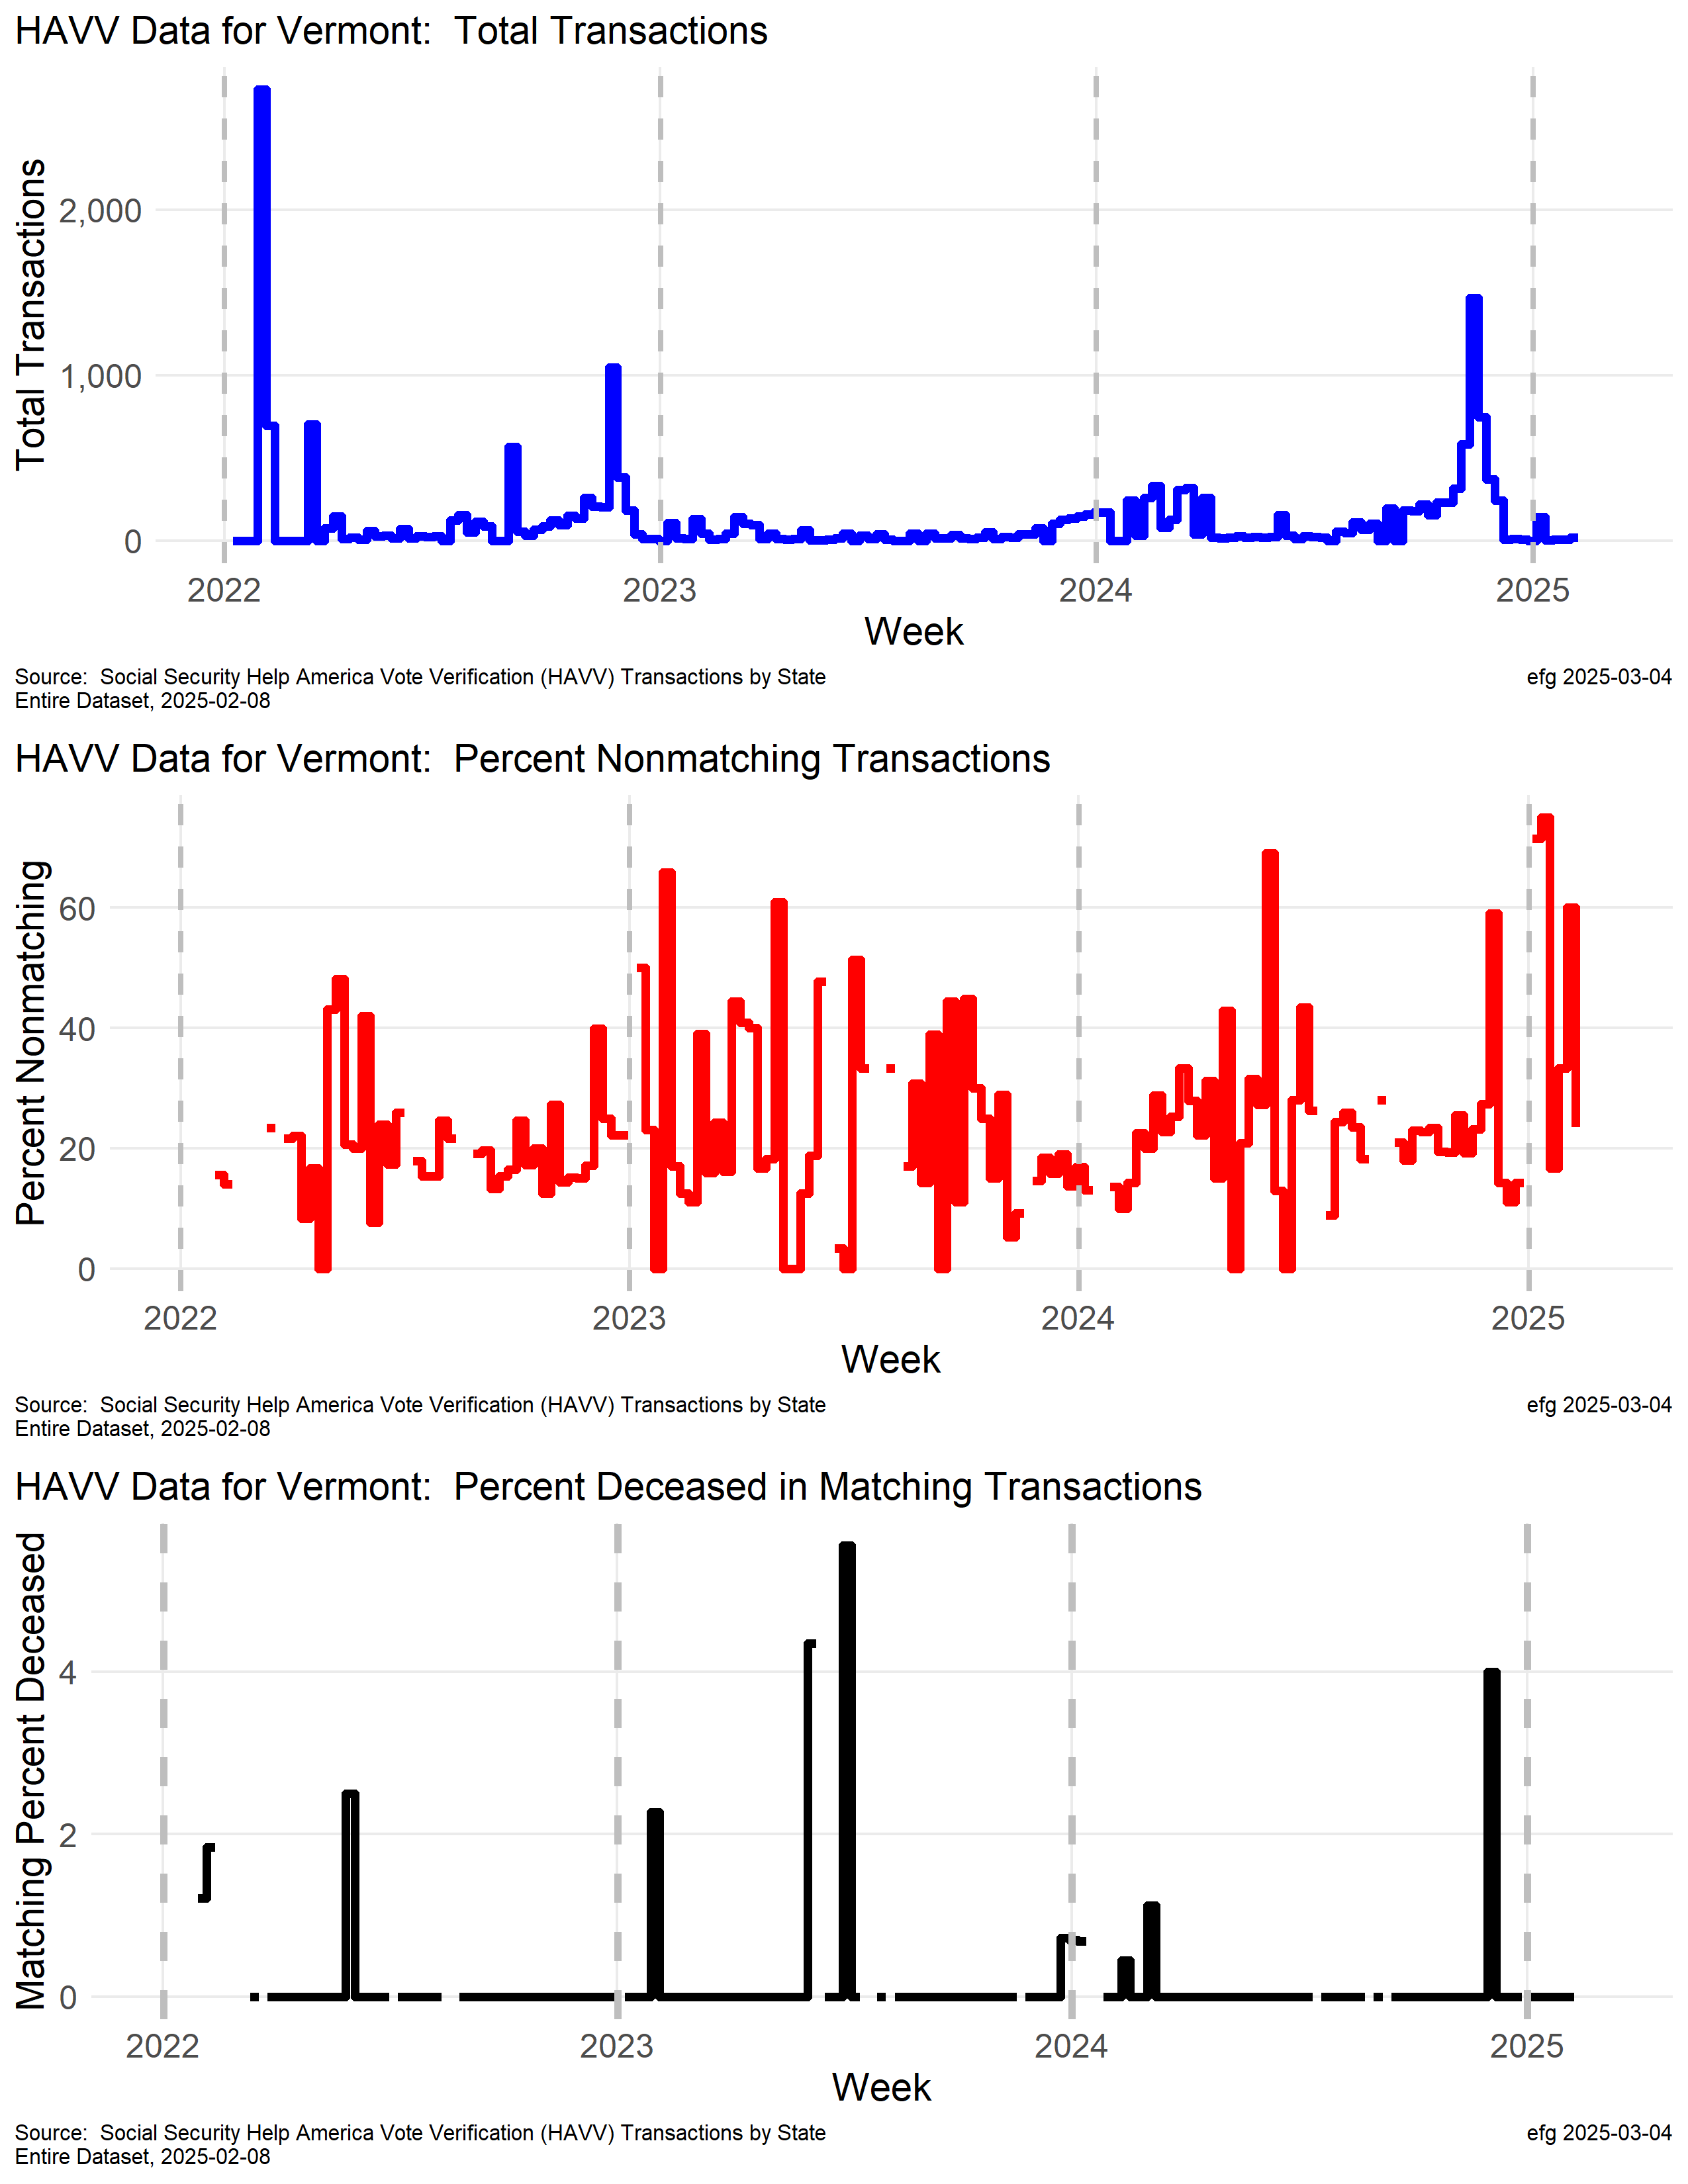 HAVV Data for Vermont:  Total Transactions
Total Transactions
2,000
1,000
0
2022 2023 2024 2025
Week
Source:  Social Security Help America Vote Verification (HAVV) Transactions by State efg 2025-03-04
Entire Dataset, 2025-02-08
HAVV Data for Vermont:  Percent Nonmatching Transactions
Percent Nonmatching
60
40
20
0
2022 2023 2024 2025
Week
Source:  Social Security Help America Vote Verification (HAVV) Transactions by State efg 2025-03-04
Entire Dataset, 2025-02-08
HAVV Data for Vermont:  Percent Deceased in Matching Transactions
Matching Percent Deceased
4
2
0
2022 2023 2024 2025
Week
Source:  Social Security Help America Vote Verification (HAVV) Transactions by State efg 2025-03-04
Entire Dataset, 2025-02-08